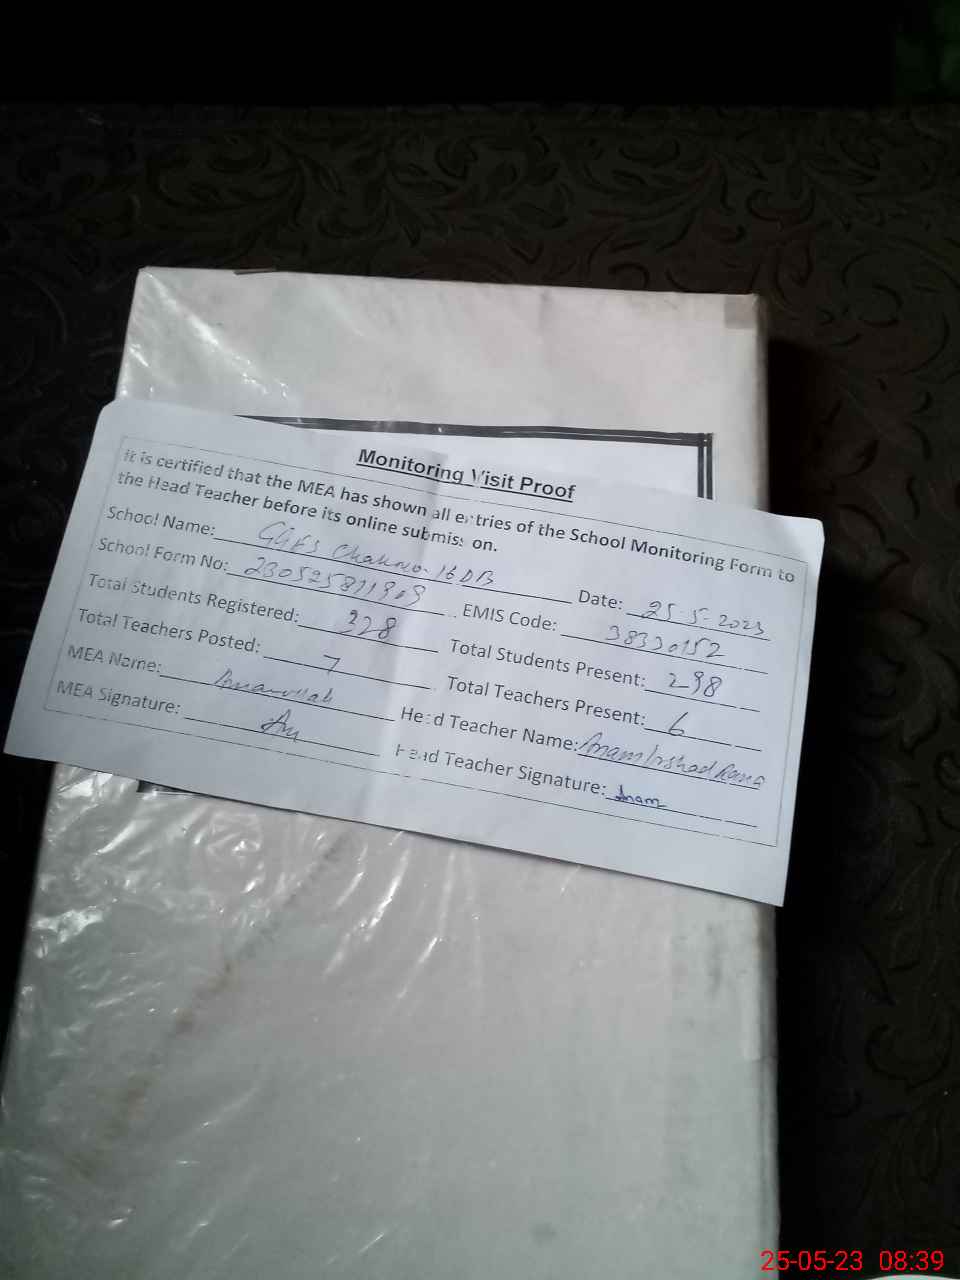 Monitoring Visit Proof
It is certified that the MEA has shown all entries of the School Monitoring Form to
the Head Teacher before its online submission.
School Name: GGES Chak no. 16 DB Date: 25-5-2023
School Form No: EMIS Code: 38330152
Total Students Registered: 328 Total Students Present: 298
Total Teachers Posted: 7 Total Teachers Present: 6
MEA Name: Amanullah Head Teacher Name: Anam Irshad Rana
MEA Signature: Head Teacher Signature: Anam
25-05-23 08:39